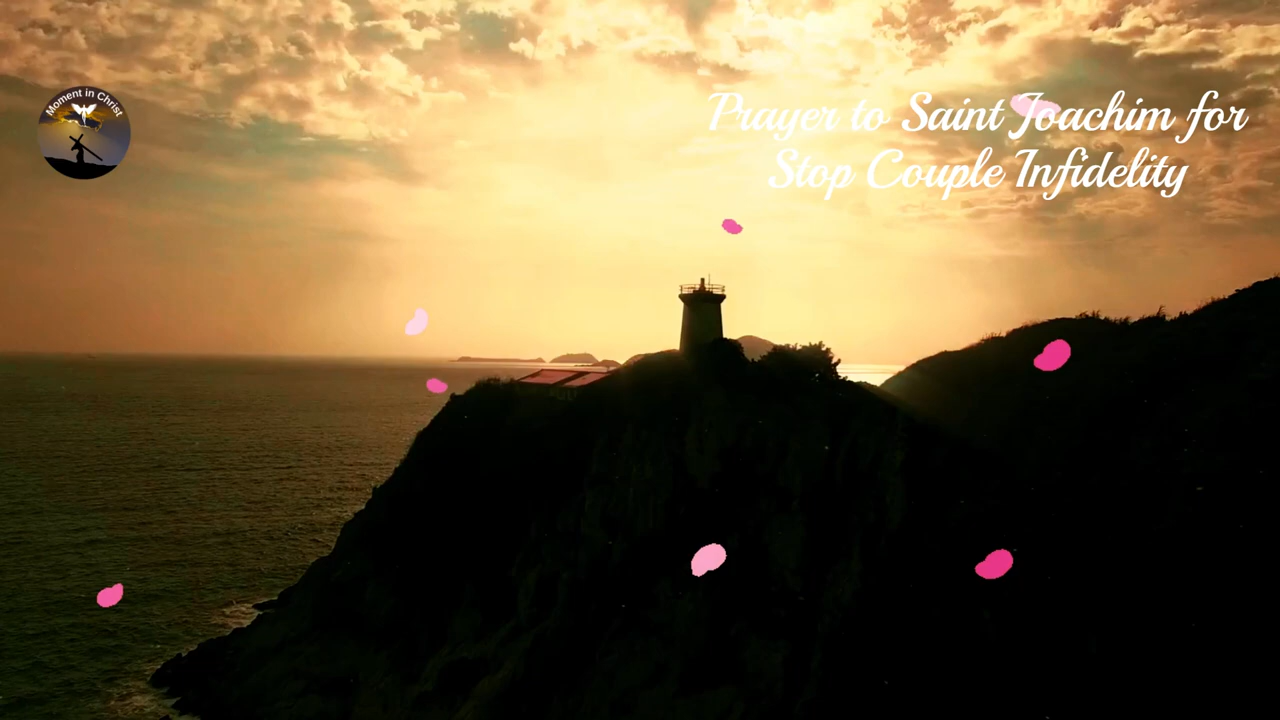 Moment in Christ
Prayer to Saint Joachim for
Stop Couple Infidelity